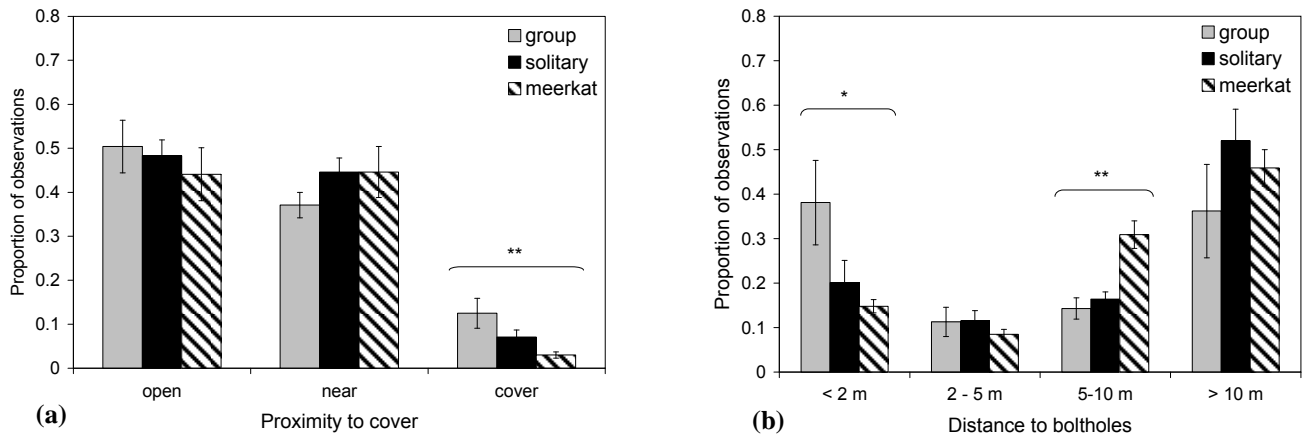 0.8
0.7
0.6
0.5
0.4
0.3
0.2
0.1
0
Proportion of observations
group
solitary
meerkat
**
open near cover
(a)
Proximity to cover
0.8
0.7
0.6
0.5
0.4
0.3
0.2
0.1
0
Proportion of observations
group
solitary
meerkat
*
**
< 2 m 2 - 5 m 5-10 m > 10 m
(b)
Distance to boltholes